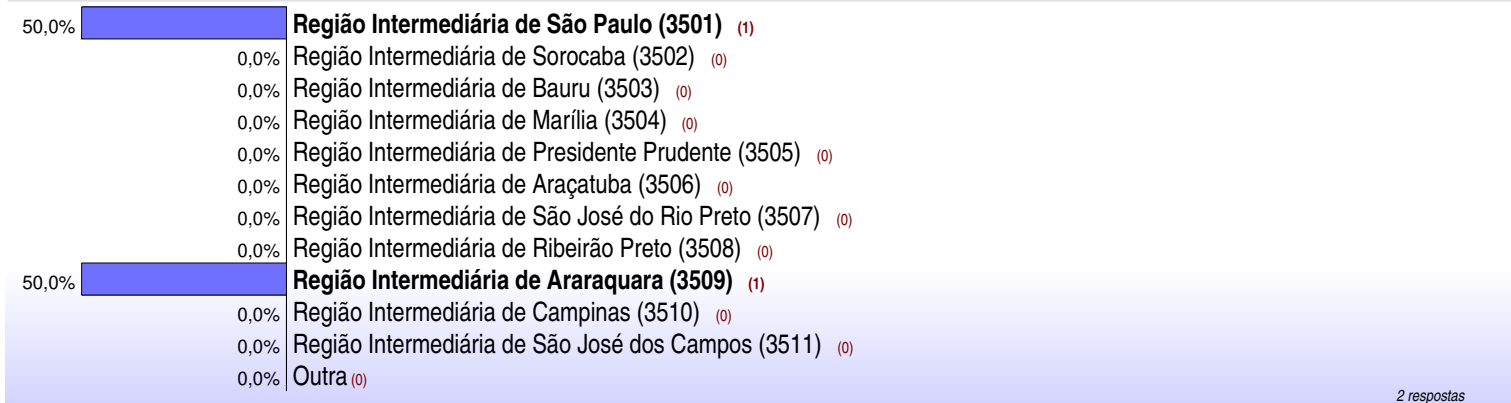 50,0% Região Intermediária de São Paulo (3501) (1)
0,0% Região Intermediária de Sorocaba (3502) (0)
0,0% Região Intermediária de Bauru (3503) (0)
0,0% Região Intermediária de Marília (3504) (0)
0,0% Região Intermediária de Presidente Prudente (3505) (0)
0,0% Região Intermediária de Araçatuba (3506) (0)
0,0% Região Intermediária de São José do Rio Preto (3507) (0)
0,0% Região Intermediária de Ribeirão Preto (3508) (0)
50,0% Região Intermediária de Araraquara (3509) (1)
0,0% Região Intermediária de Campinas (3510) (0)
0,0% Região Intermediária de São José dos Campos (3511) (0)
0,0% Outra (0)
2 respostas